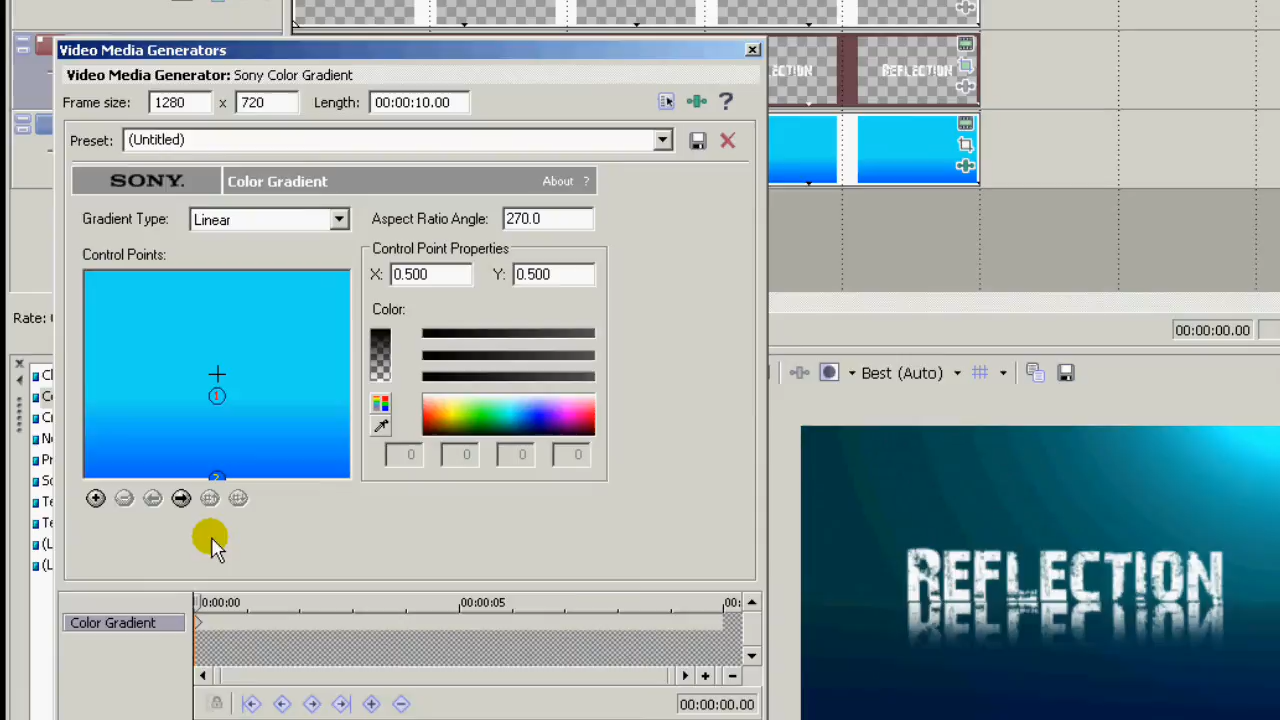 Video Media Generators
Video Media Generator: Sony Color Gradient
Frame size: 1280 x 720 Length: 00:00:10.00
Preset: (Untitled)
SONY. Color Gradient About ?
Gradient Type: Linear Aspect Ratio Angle: 270.0
Control Points:
Control Point Properties
X: 0.500 Y: 0.500
Color:
1
2
0 0 0 0
0:00:00 00:00:05 00:
Color Gradient
00:00:00.00
REFLECTION
Rate:
00:00:00.00
Best (Auto)
REFLECTION